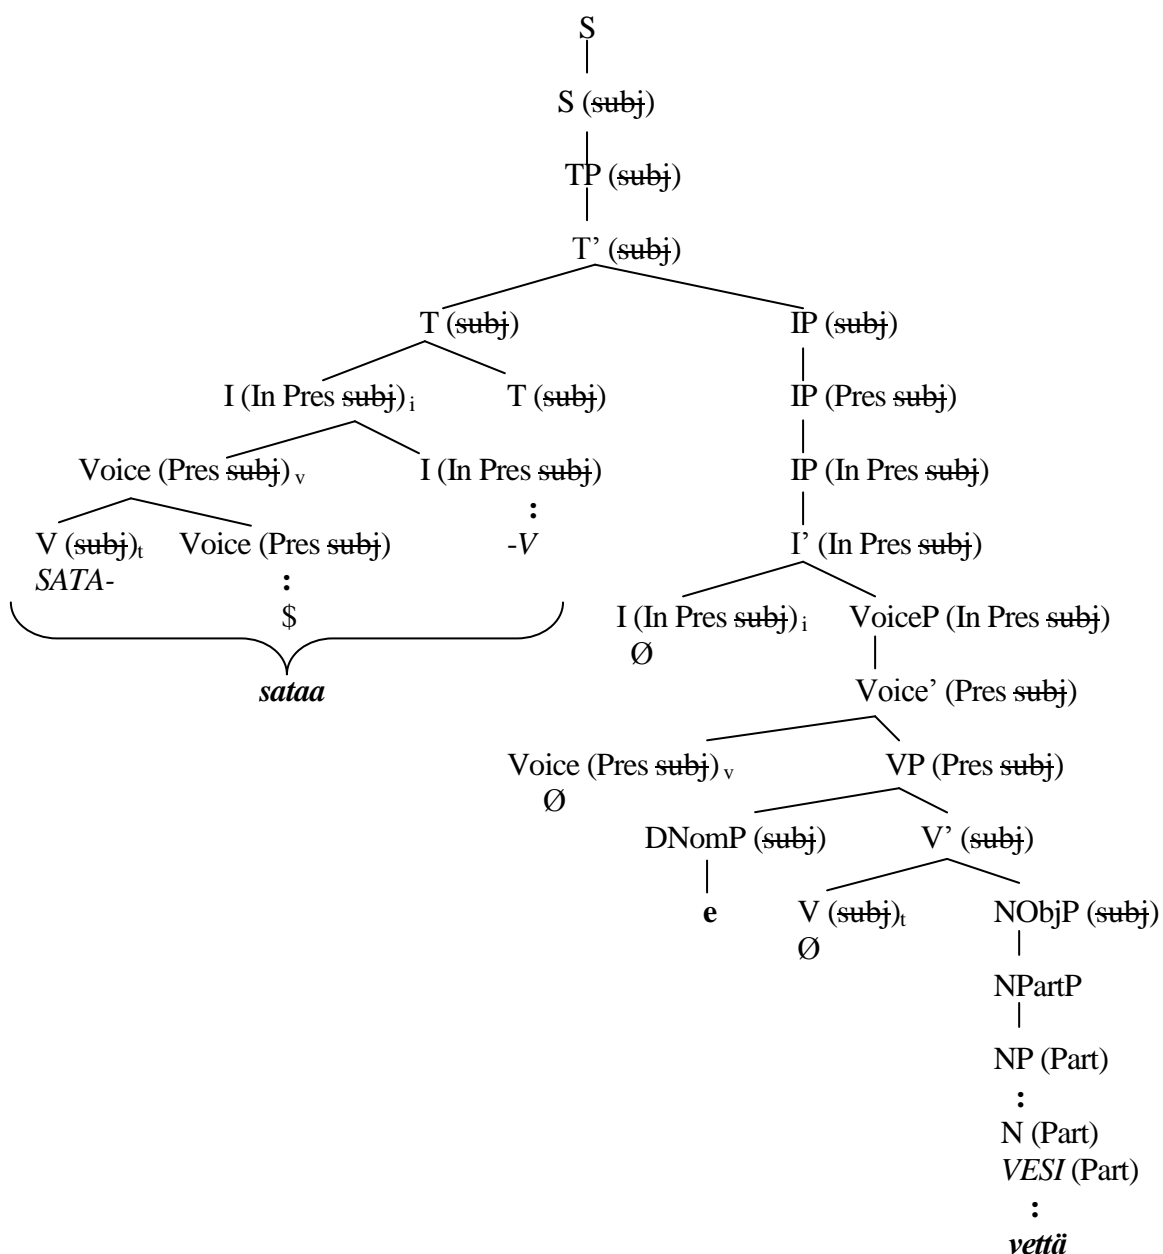 S
S (subj)
TP (subj)
T’ (subj)
T (subj) IP (subj)
I (In Pres subj)i T (subj) IP (Pres subj)
Voice (Pres subj)v I (In Pres subj) IP (In Pres subj)
:
V (subj)t Voice (Pres subj) -V I’ (In Pres subj)
SATA- :
$ I (In Pres subj)i VoiceP (In Pres subj)
Ø
sataa Voice’ (Pres subj)
Voice (Pres subj)v VP (Pres subj)
Ø
DNomP (subj) V’ (subj)
e V (subj)t NObjP (subj)
Ø
NPartP
NP (Part)
:
N (Part)
VESI (Part)
:
vettä